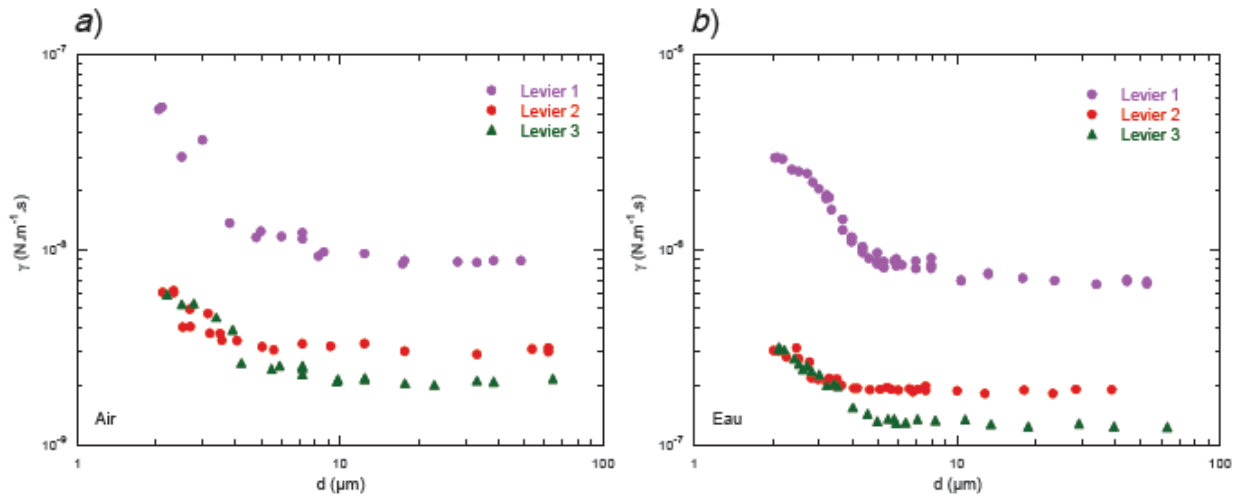 a)
10^-7
10^-8
10^-9
γ (N.m^-1.s)
Levier 1
Levier 2
Levier 3
Air
1
10
100
d (µm)
b)
10^-5
10^-6
10^-7
γ (N.m^-1.s)
Levier 1
Levier 2
Levier 3
Eau
1
10
100
d (µm)